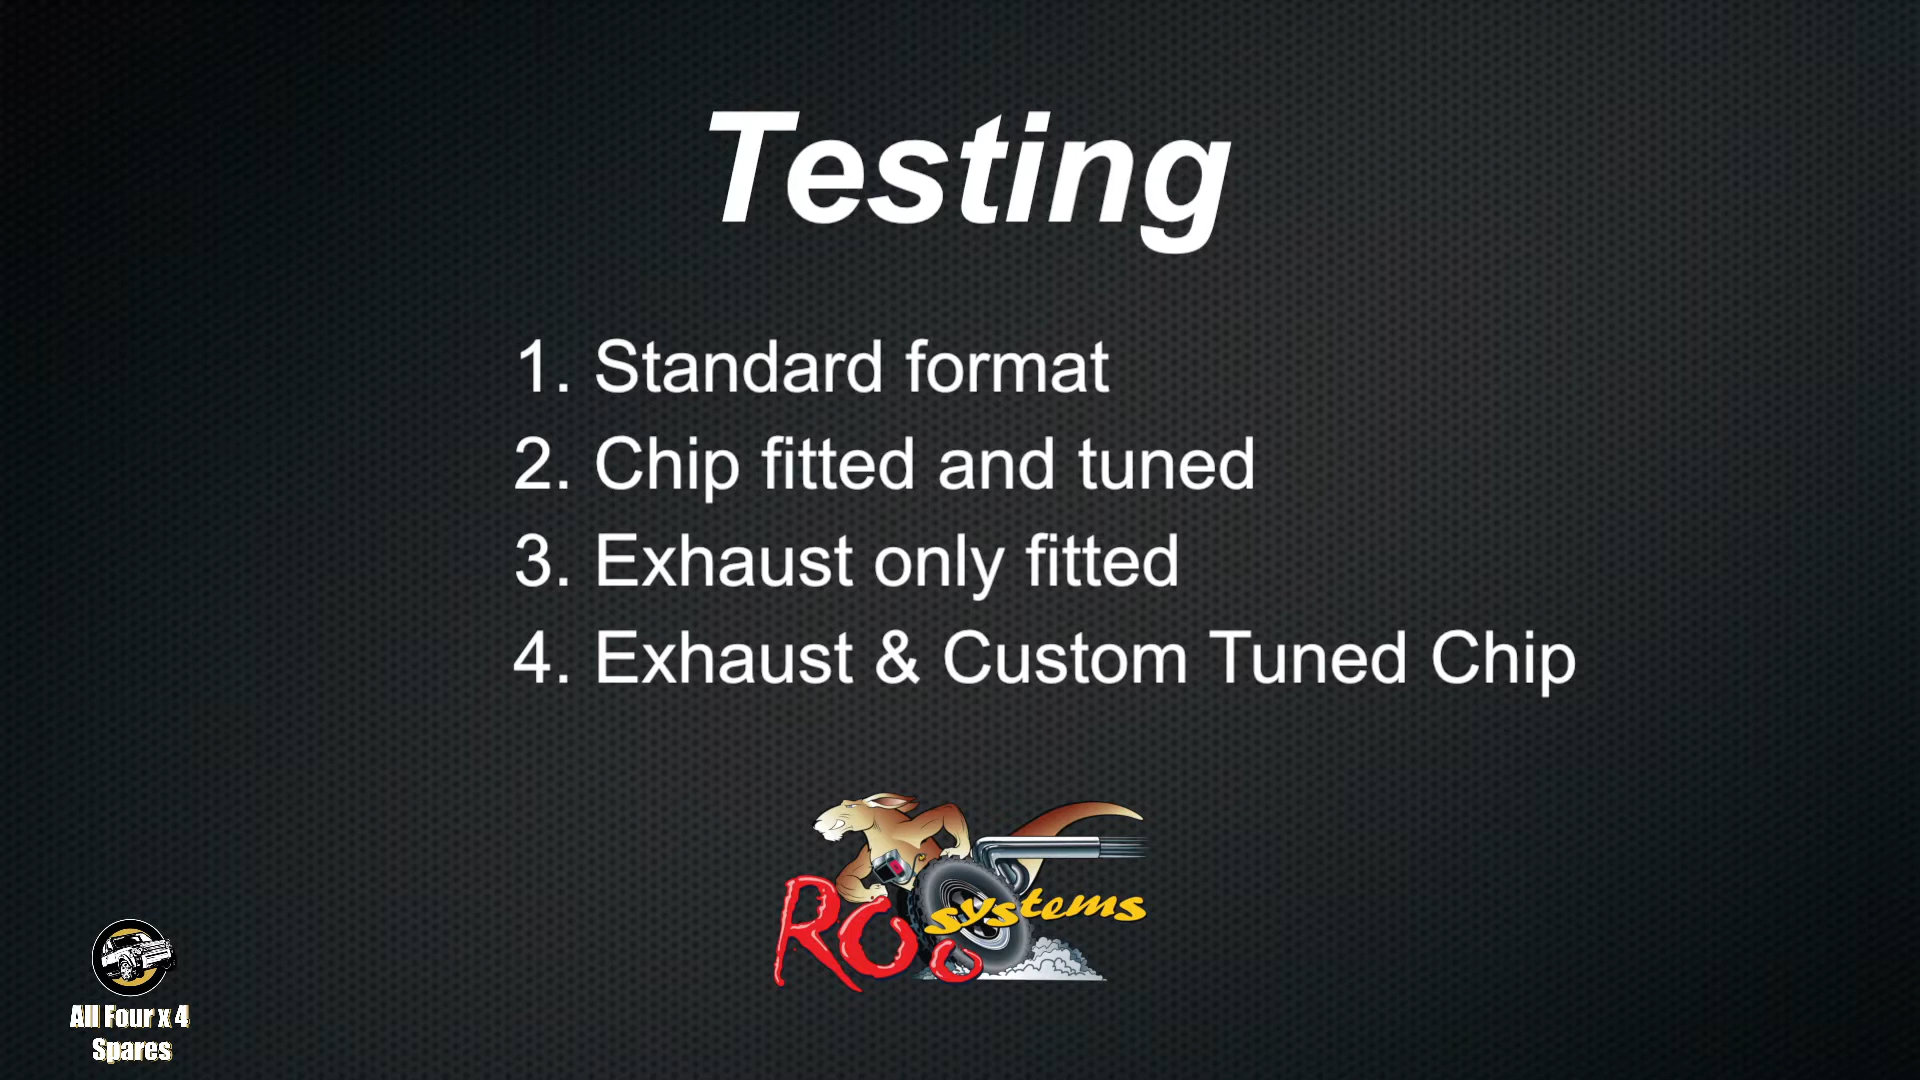 Testing
1. Standard format
2. Chip fitted and tuned
3. Exhaust only fitted
4. Exhaust & Custom Tuned Chip
Roo systems
All Four x 4
Spares